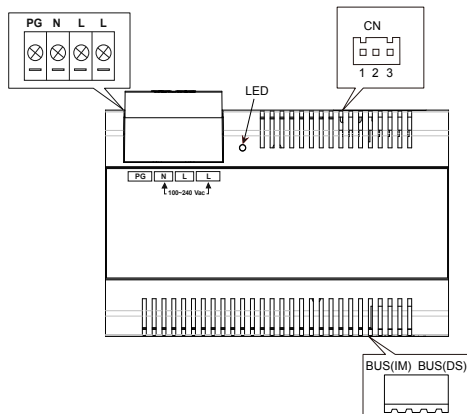 PG N L L
CN
1 2 3
LED
PG N L L
100~240 Vac
BUS(IM) BUS(DS)